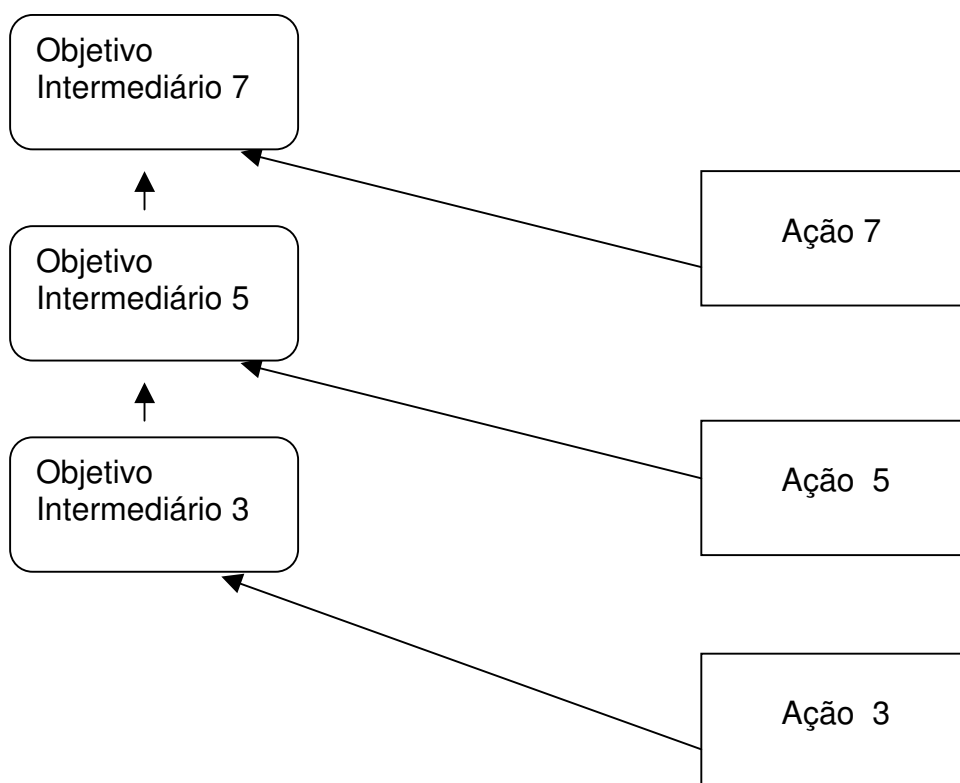 Objetivo
Intermediário 7
Ação 7
Objetivo
Intermediário 5
Ação 5
Objetivo
Intermediário 3
Ação 3